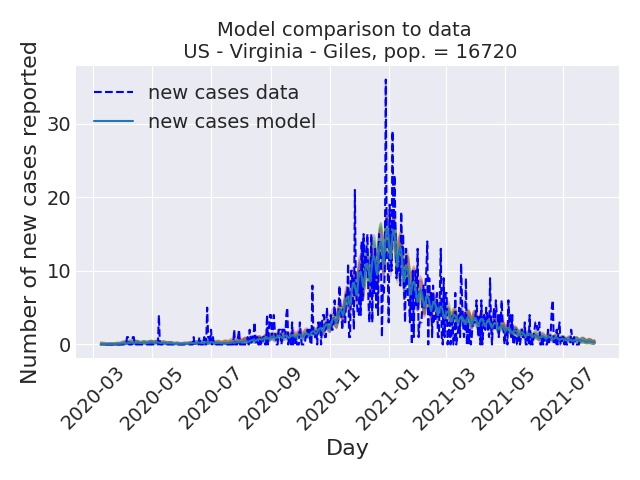 Model comparison to data
US - Virginia - Giles, pop. = 16720
new cases data
new cases model
Number of new cases reported
30
20
10
0
2020-03
2020-05
2020-07
2020-09
2020-11
2021-01
2021-03
2021-05
2021-07
Day